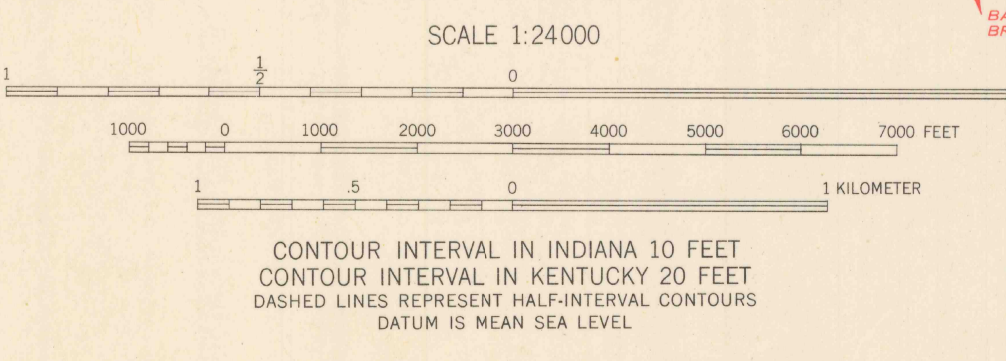 BA
BR
SCALE 1:24000
1 1/2 0
1000 0 1000 2000 3000 4000 5000 6000 7000 FEET
1 .5 0 1 KILOMETER
CONTOUR INTERVAL IN INDIANA 10 FEET
CONTOUR INTERVAL IN KENTUCKY 20 FEET
DASHED LINES REPRESENT HALF-INTERVAL CONTOURS
DATUM IS MEAN SEA LEVEL